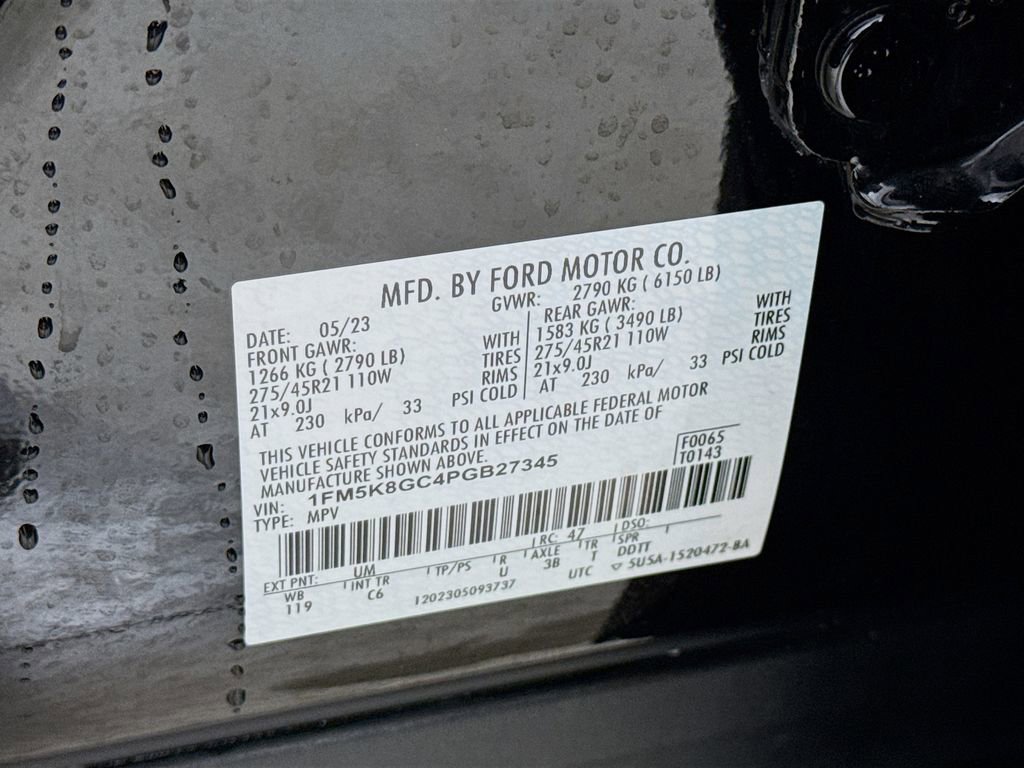 MFD. BY FORD MOTOR CO.
DATE: 05/23 GVWR: 2790 KG ( 6150 LB)
FRONT GAWR: REAR GAWR:
1266 KG ( 2790 LB) WITH 1583 KG ( 3490 LB) WITH
275/45R21 110W TIRES 275/45R21 110W TIRES
21x9.0J RIMS 21x9.0J RIMS
AT 230 kPa/ 33 PSI COLD AT 230 kPa/ 33 PSI COLD
THIS VEHICLE CONFORMS TO ALL APPLICABLE FEDERAL MOTOR
VEHICLE SAFETY STANDARDS IN EFFECT ON THE DATE OF
MANUFACTURE SHOWN ABOVE.
VIN: 1FM5K8GC4PGB27345 F0065
TYPE: MPV T0143
EXT PNT: UM RC: 47 DSO:
WB INT TR TP/PS R AXLE TR SPR
119 C6 U 3B T DDTT
1202305093737 UTC ▽ 5U5A-1520472-BA